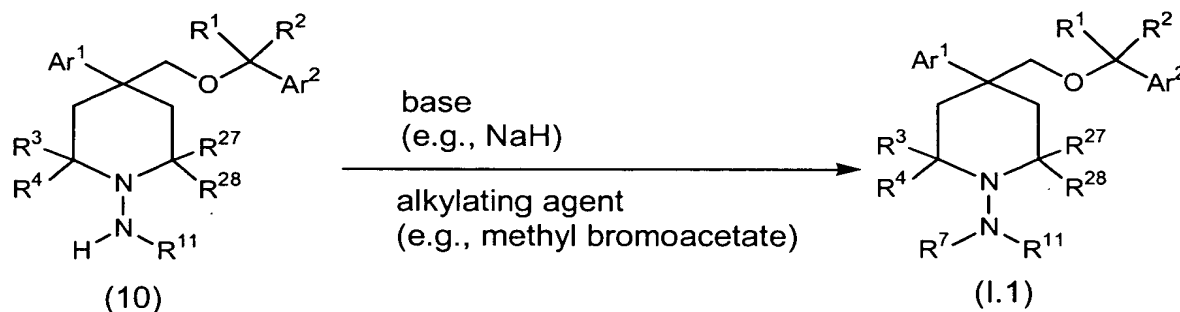 R¹ R²
Ar¹
O
Ar²
R³
R⁴
N
R²⁷
R²⁸
N
H
R¹¹
(10)
base
(e.g., NaH)
alkylating agent
(e.g., methyl bromoacetate)
R¹ R²
Ar¹
O
Ar²
R³
R⁴
N
R²⁷
R²⁸
N
R⁷
R¹¹
(I.1)